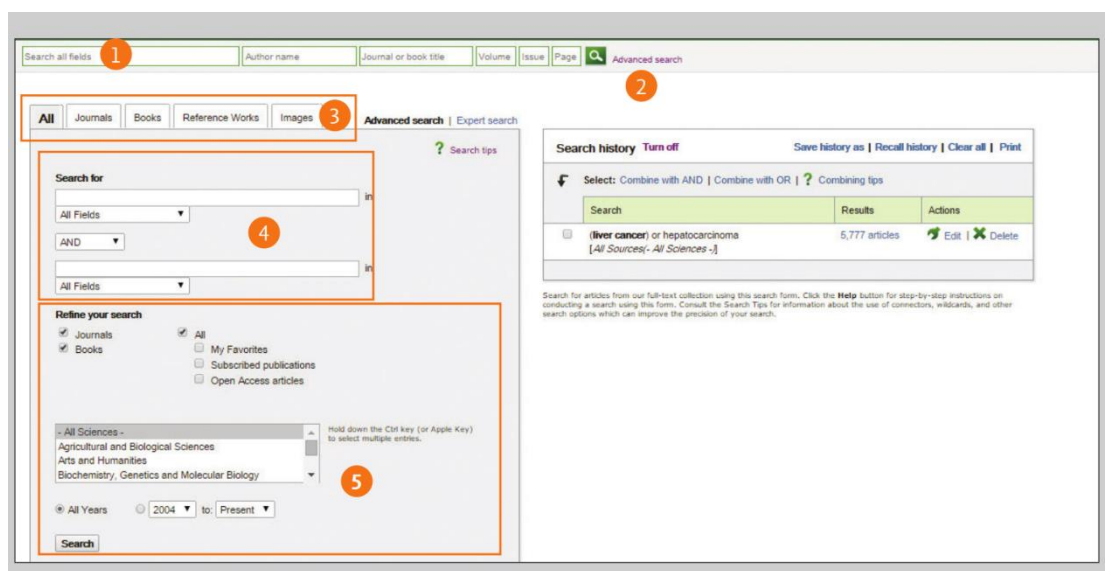 Search all fields 1 Author name Journal or book title Volume Issue Page Advanced search
2
All Journals Books Reference Works Images 3 Advanced search | Expert search
? Search tips
Search for
in
All Fields
4
AND
in
All Fields
Refine your search
Journals All
Books My Favorites
Subscribed publications
Open Access articles
- All Sciences -
Agricultural and Biological Sciences
Arts and Humanities
Biochemistry, Genetics and Molecular Biology
Hold down the Ctrl key (or Apple Key)
to select multiple entries.
5
All Years 2004 to: Present
Search
Search history Turn off Save history as | Recall history | Clear all | Print
Select: Combine with AND | Combine with OR | ? Combining tips
Search Results Actions
(liver cancer) or hepatocarcinoma 5,777 articles Edit | Delete
[All Sources(- All Sciences -)]
Search for articles from our full-text collection using this search form. Click the Help button for step-by-step instructions on
conducting a search using this form. Consult the Search Tips for information about the use of connectors, wildcards, and other
search options which can improve the precision of your search.